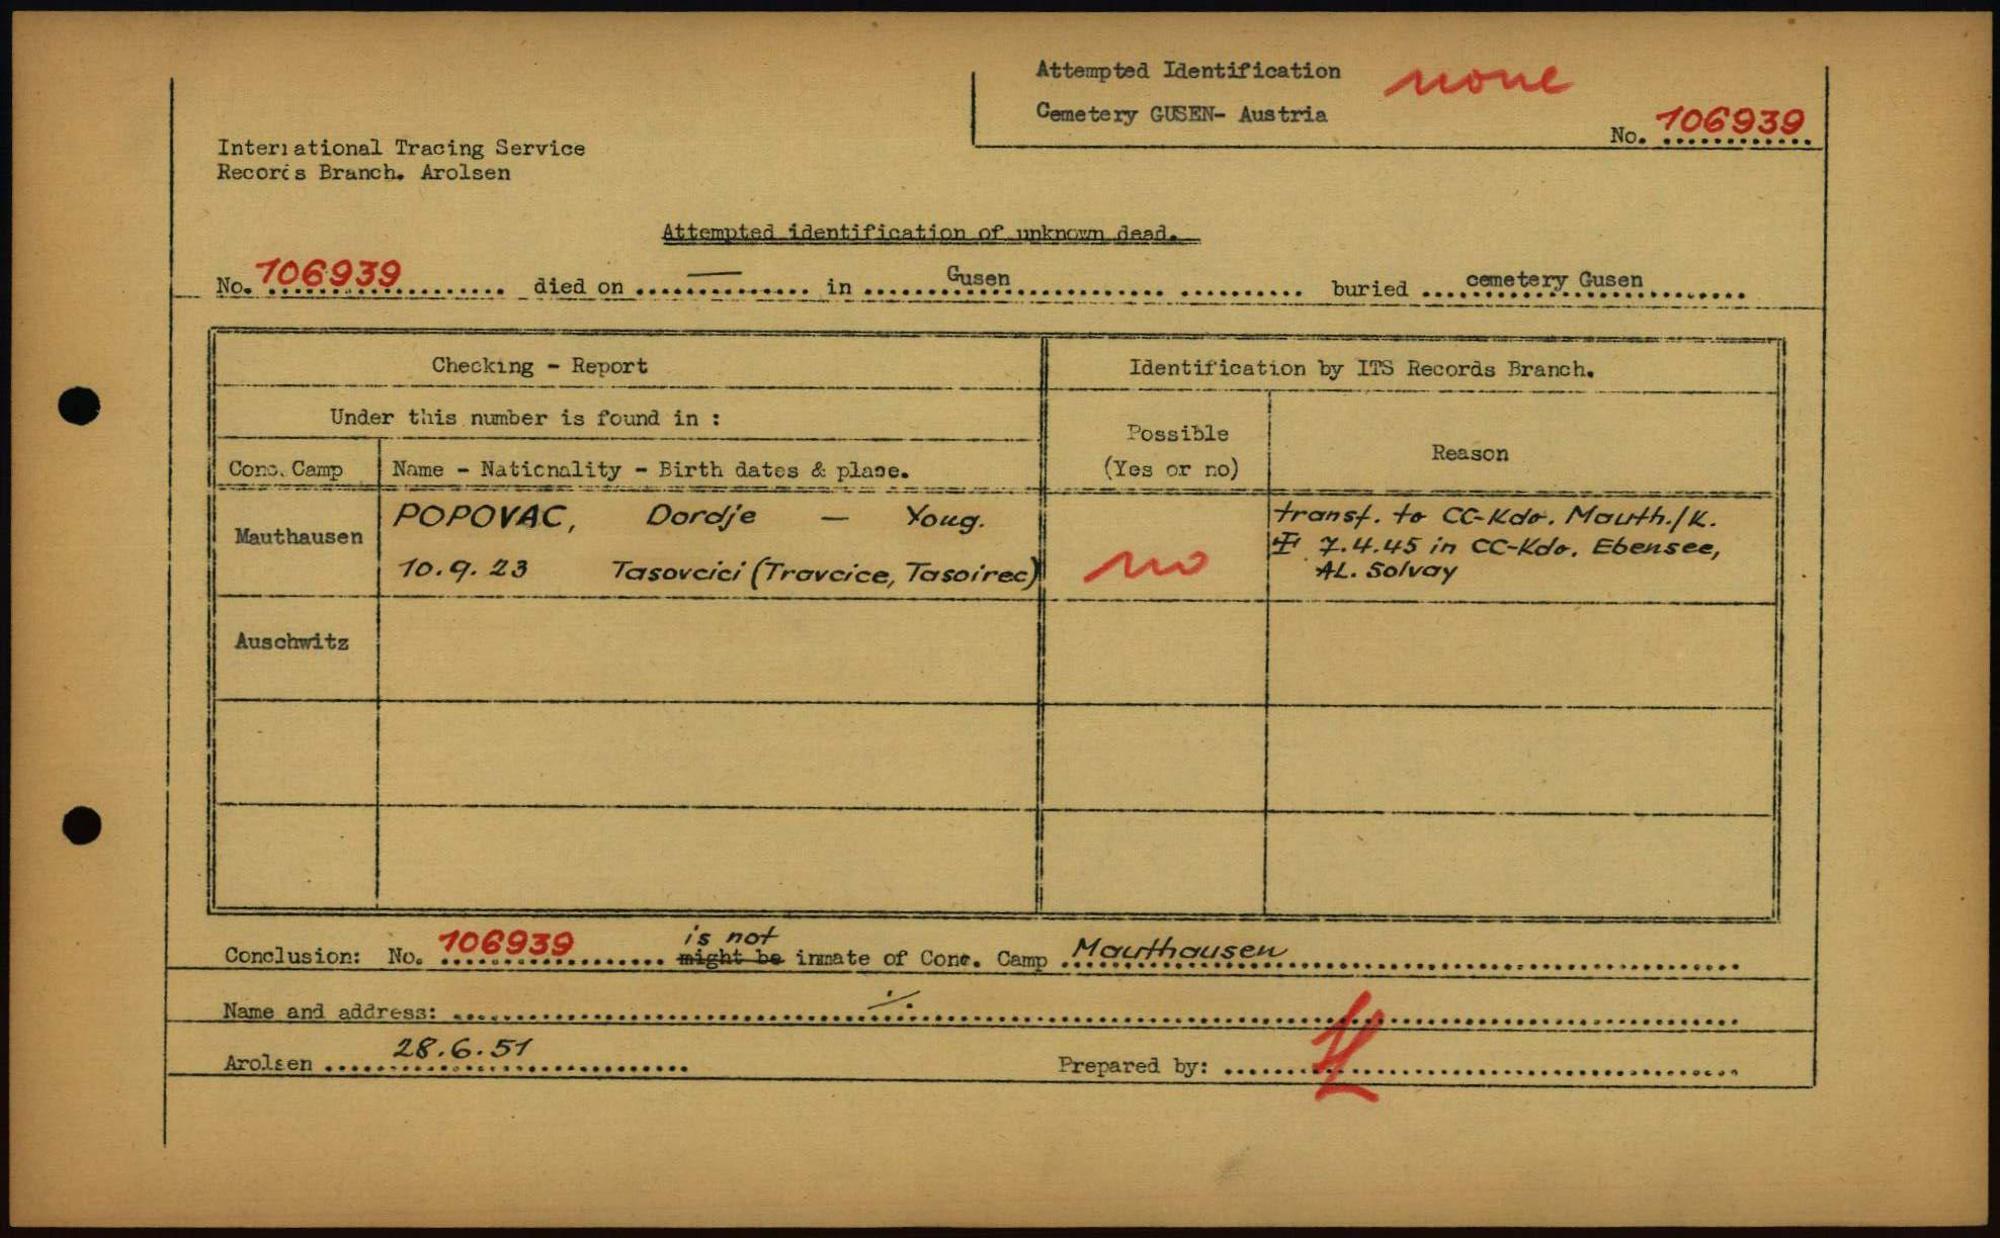 Attempted Identification none
Cemetery GUSEN- Austria
No. 106939
International Tracing Service
Records Branch. Arolsen
Attempted identification of unknown dead.
No. 106939 died on — in Gusen buried cemetery Gusen
Checking - Report
Identification by ITS Records Branch.
Under this number is found in :
Possible
(Yes or no)
Reason
Conc. Camp
Name - Nationality - Birth dates & place.
Mauthausen
POPOVAC, Dordje — Youg.
10.9.23 Tasovcici (Travcice, Tasoirec)
no
transf. to CC-Kdo. Mauth./K.
7.4.45 in CC-Kdo. Ebensee,
AL. Solvay
Auschwitz
is not
Conclusion: No. 106939 might be inmate of Conc. Camp Mauthausen
Name and address: ./.
Arolsen 28.6.51
Prepared by: